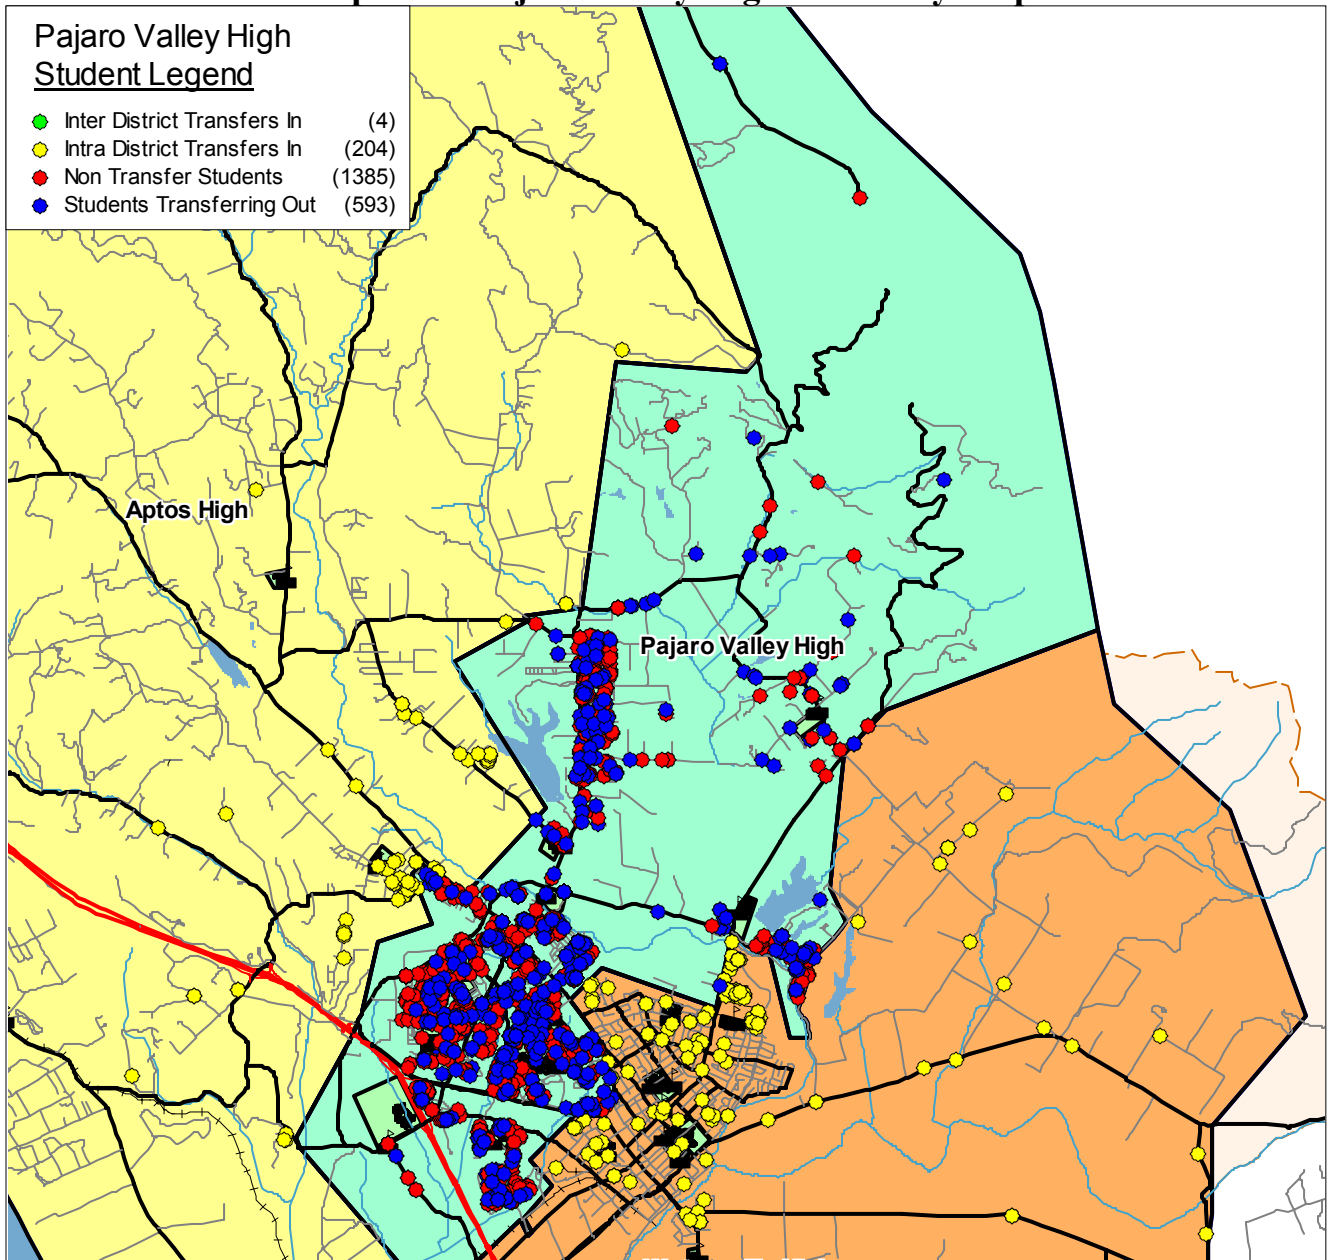 Pajaro Valley High
Student Legend
Inter District Transfers In (4)
Intra District Transfers In (204)
Non Transfer Students (1385)
Students Transferring Out (593)
Aptos High
Pajaro Valley High